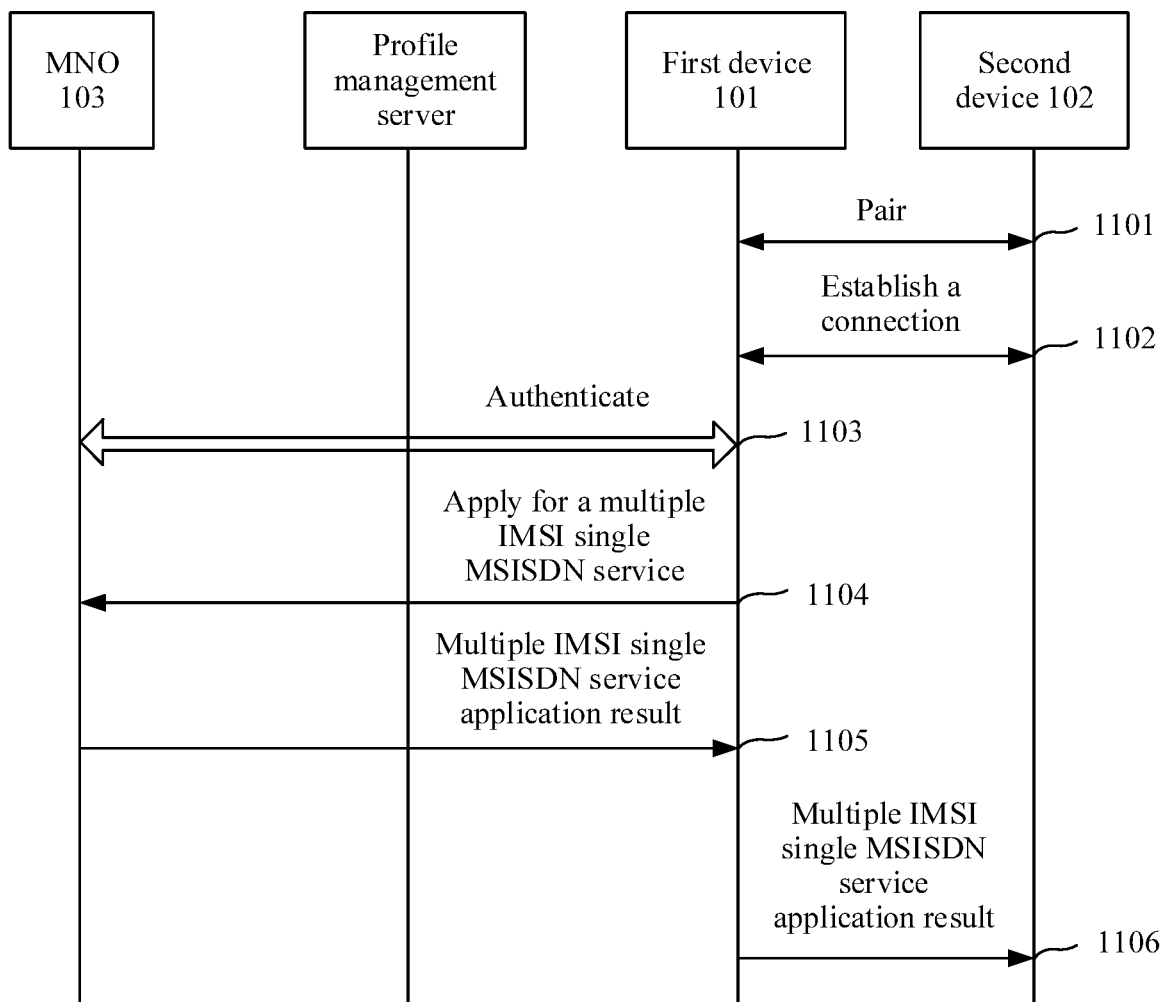 MNO
103
Profile
management
server
First device
101
Second
device 102
Pair
1101
Establish a
connection
1102
Authenticate
1103
Apply for a multiple
IMSI single
MSISDN service
1104
Multiple IMSI single
MSISDN service
application result
1105
Multiple IMSI
single MSISDN
service
application result
1106